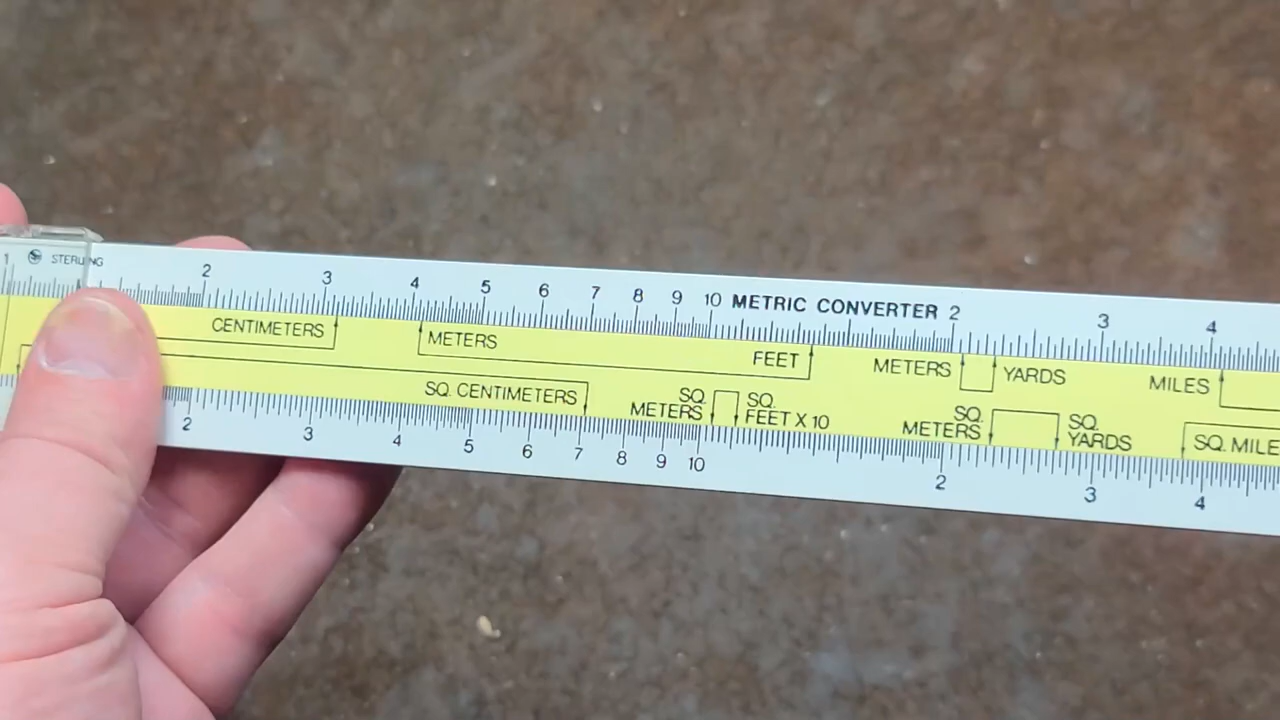 STERLING
1 2 3 4 5 6 7 8 9 10 METRIC CONVERTER 2 3 4
CENTIMETERS METERS FEET METERS YARDS MILES
SQ. CENTIMETERS SQ. METERS SQ. FEET X 10 SQ. METERS SQ. YARDS SQ. MILE
2 3 4 5 6 7 8 9 10 2 3 4